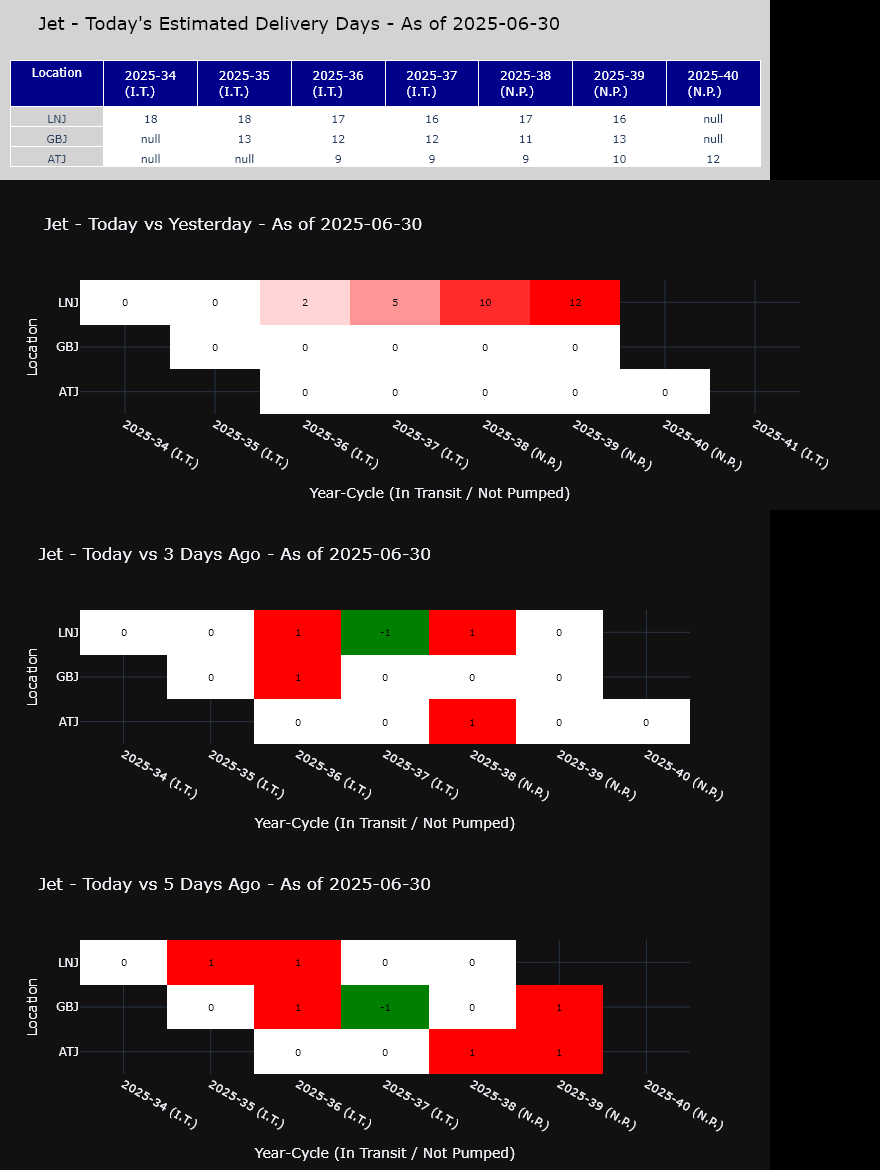 Jet - Today's Estimated Delivery Days - As of 2025-06-30
Location 2025-34 (I.T.) 2025-35 (I.T.) 2025-36 (I.T.) 2025-37 (I.T.) 2025-38 (N.P.) 2025-39 (N.P.) 2025-40 (N.P.)
LNJ 18 18 17 16 17 16 null
GBJ null 13 12 12 11 13 null
ATJ null null 9 9 9 10 12
Jet - Today vs Yesterday - As of 2025-06-30
Location
LNJ 0 0 2 5 10 12
GBJ 0 0 0 0 0
ATJ 0 0 0 0 0
2025-34 (I.T.) 2025-35 (I.T.) 2025-36 (I.T.) 2025-37 (I.T.) 2025-38 (N.P.) 2025-39 (N.P.) 2025-40 (N.P.) 2025-41 (I.T.)
Year-Cycle (In Transit / Not Pumped)
Jet - Today vs 3 Days Ago - As of 2025-06-30
Location
LNJ 0 0 1 -1 1 0
GBJ 0 1 0 0 0
ATJ 0 0 1 0 0
2025-34 (I.T.) 2025-35 (I.T.) 2025-36 (I.T.) 2025-37 (I.T.) 2025-38 (N.P.) 2025-39 (N.P.) 2025-40 (N.P.)
Year-Cycle (In Transit / Not Pumped)
Jet - Today vs 5 Days Ago - As of 2025-06-30
Location
LNJ 0 1 1 0 0
GBJ 0 1 -1 0 1
ATJ 0 0 1 1
2025-34 (I.T.) 2025-35 (I.T.) 2025-36 (I.T.) 2025-37 (I.T.) 2025-38 (N.P.) 2025-39 (N.P.) 2025-40 (N.P.)
Year-Cycle (In Transit / Not Pumped)